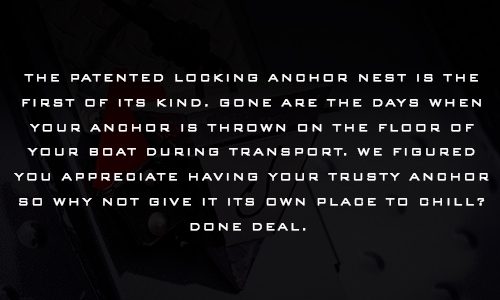 THE PATENTED LOCKING ANCHOR NEST IS THE
FIRST OF ITS KIND. GONE ARE THE DAYS WHEN
YOUR ANCHOR IS THROWN ON THE FLOOR OF
YOUR BOAT DURING TRANSPORT. WE FIGURED
YOU APPRECIATE HAVING YOUR TRUSTY ANCHOR
SO WHY NOT GIVE IT ITS OWN PLACE TO CHILL?
DONE DEAL.